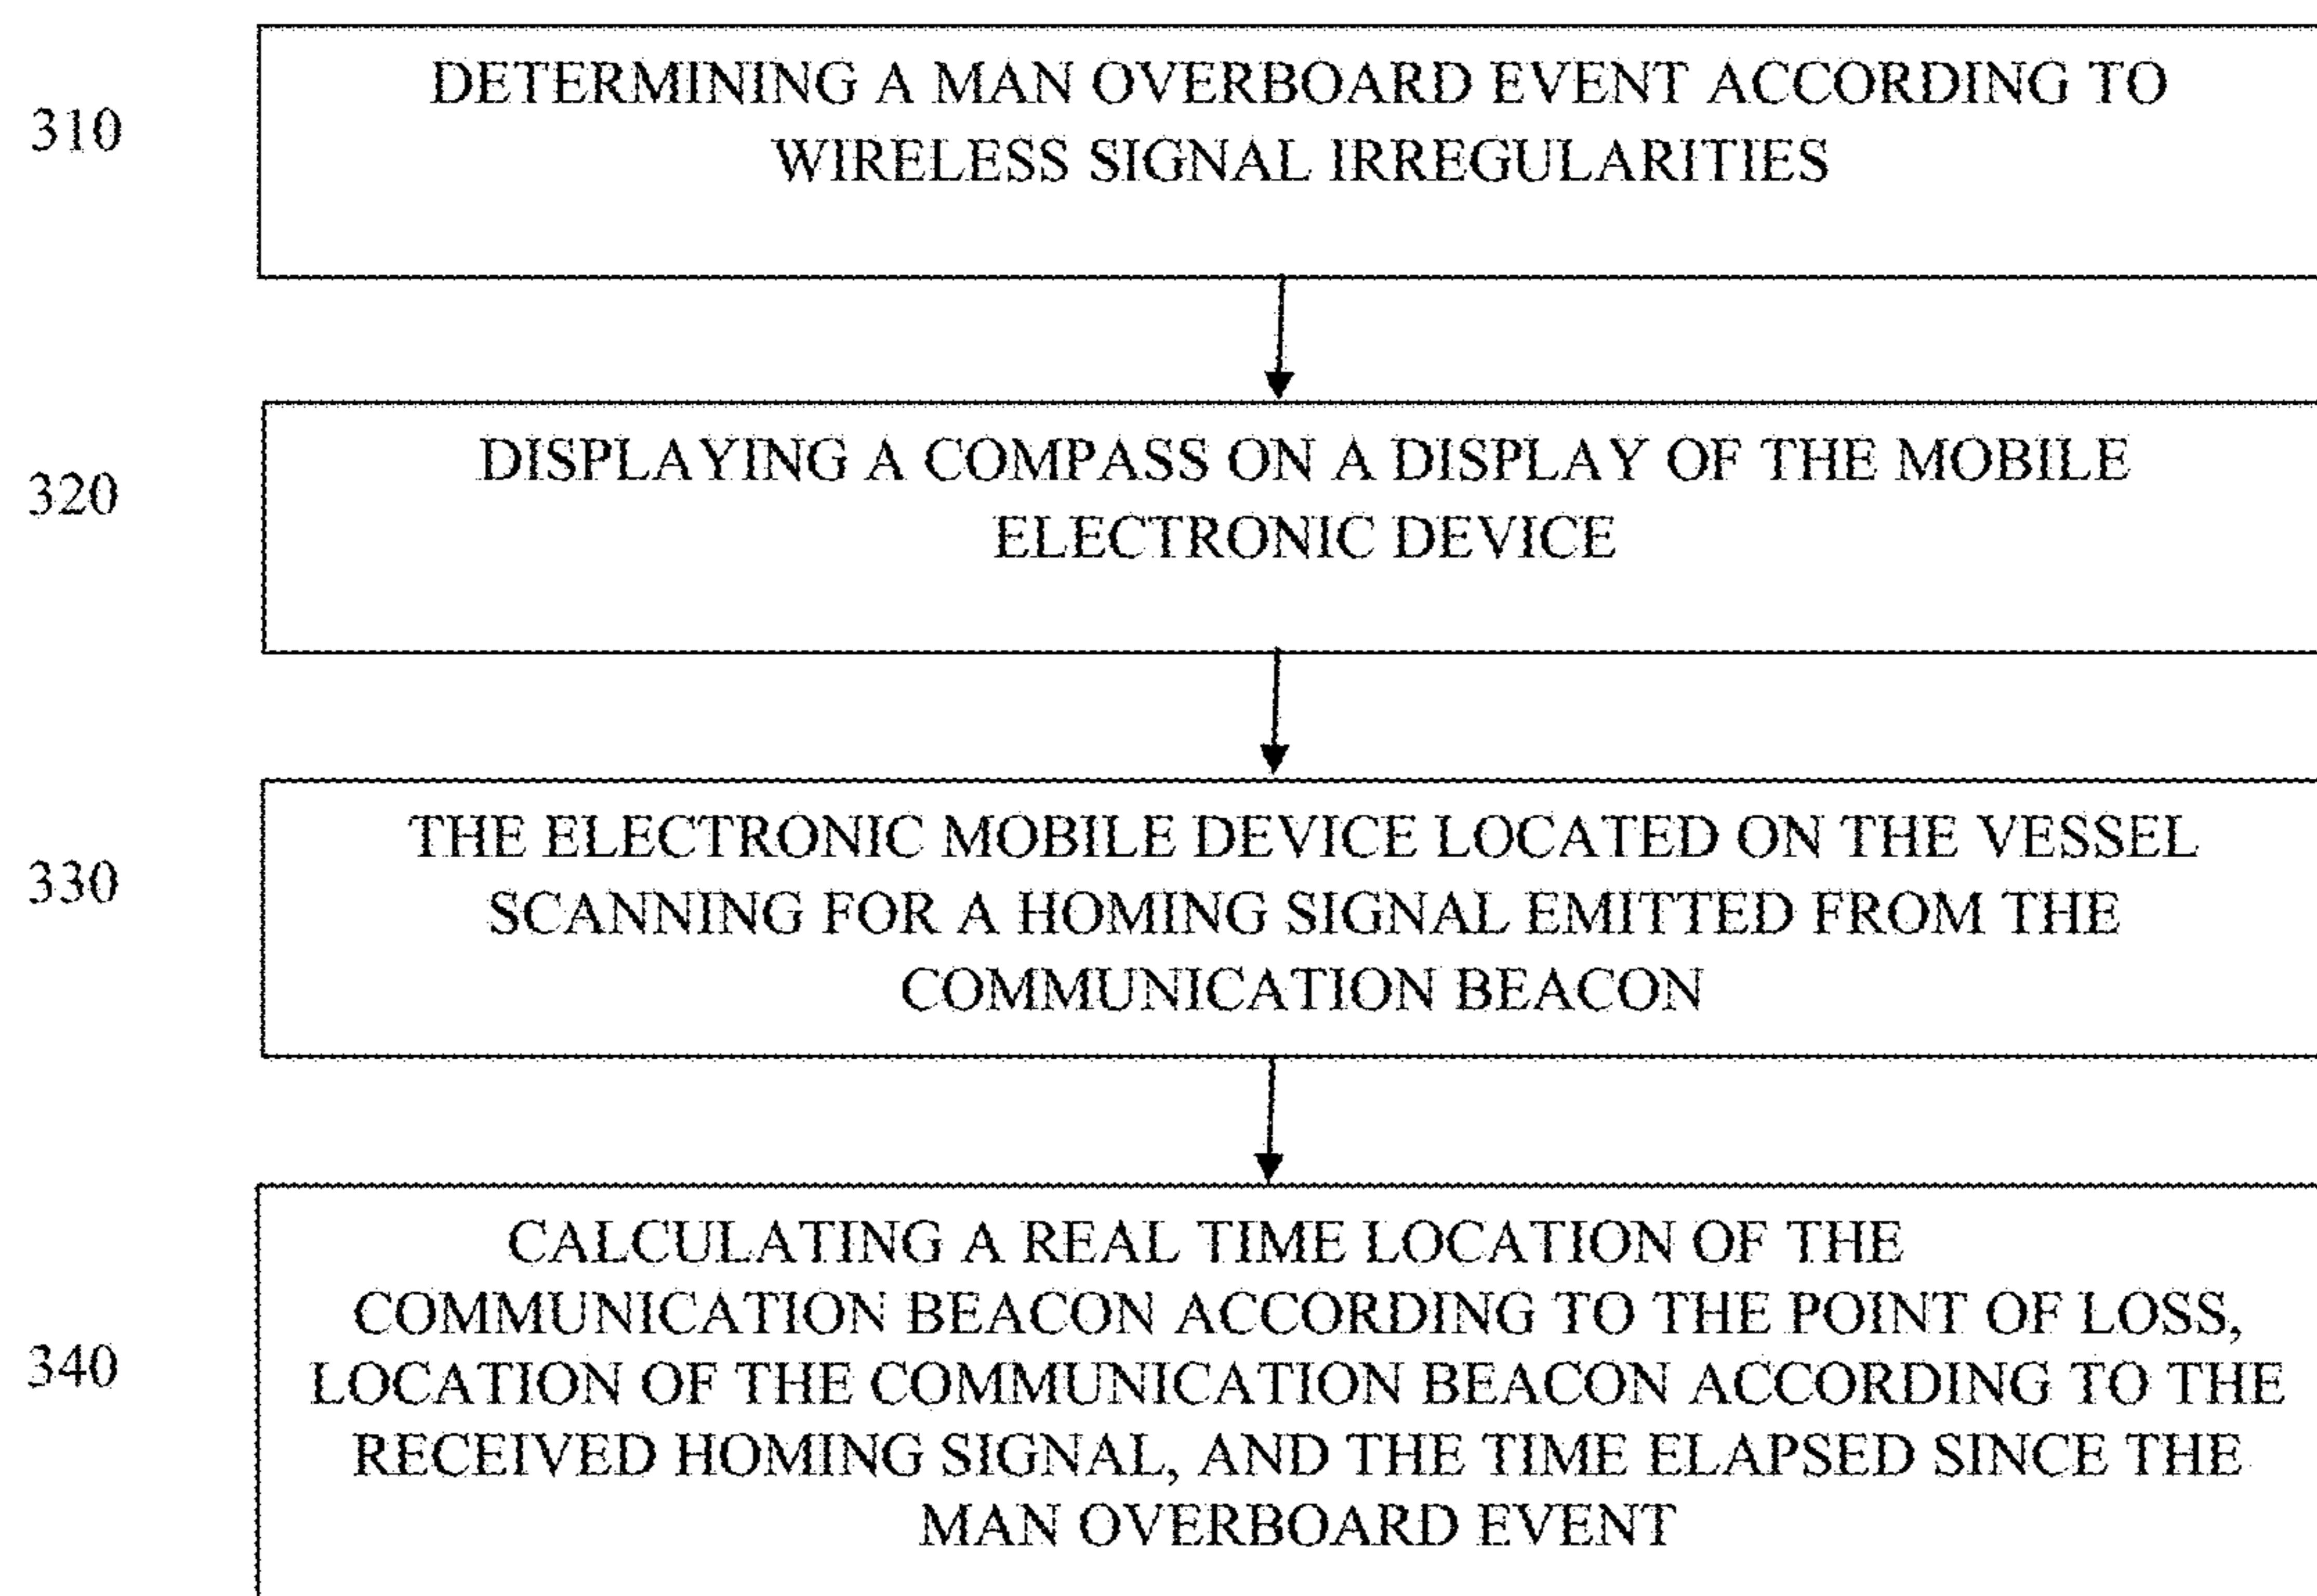 310
DETERMINING A MAN OVERBOARD EVENT ACCORDING TO
WIRELESS SIGNAL IRREGULARITIES
320
DISPLAYING A COMPASS ON A DISPLAY OF THE MOBILE
ELECTRONIC DEVICE
330
THE ELECTRONIC MOBILE DEVICE LOCATED ON THE VESSEL
SCANNING FOR A HOMING SIGNAL EMITTED FROM THE
COMMUNICATION BEACON
340
CALCULATING A REAL TIME LOCATION OF THE
COMMUNICATION BEACON ACCORDING TO THE POINT OF LOSS,
LOCATION OF THE COMMUNICATION BEACON ACCORDING TO THE
RECEIVED HOMING SIGNAL, AND THE TIME ELAPSED SINCE THE
MAN OVERBOARD EVENT